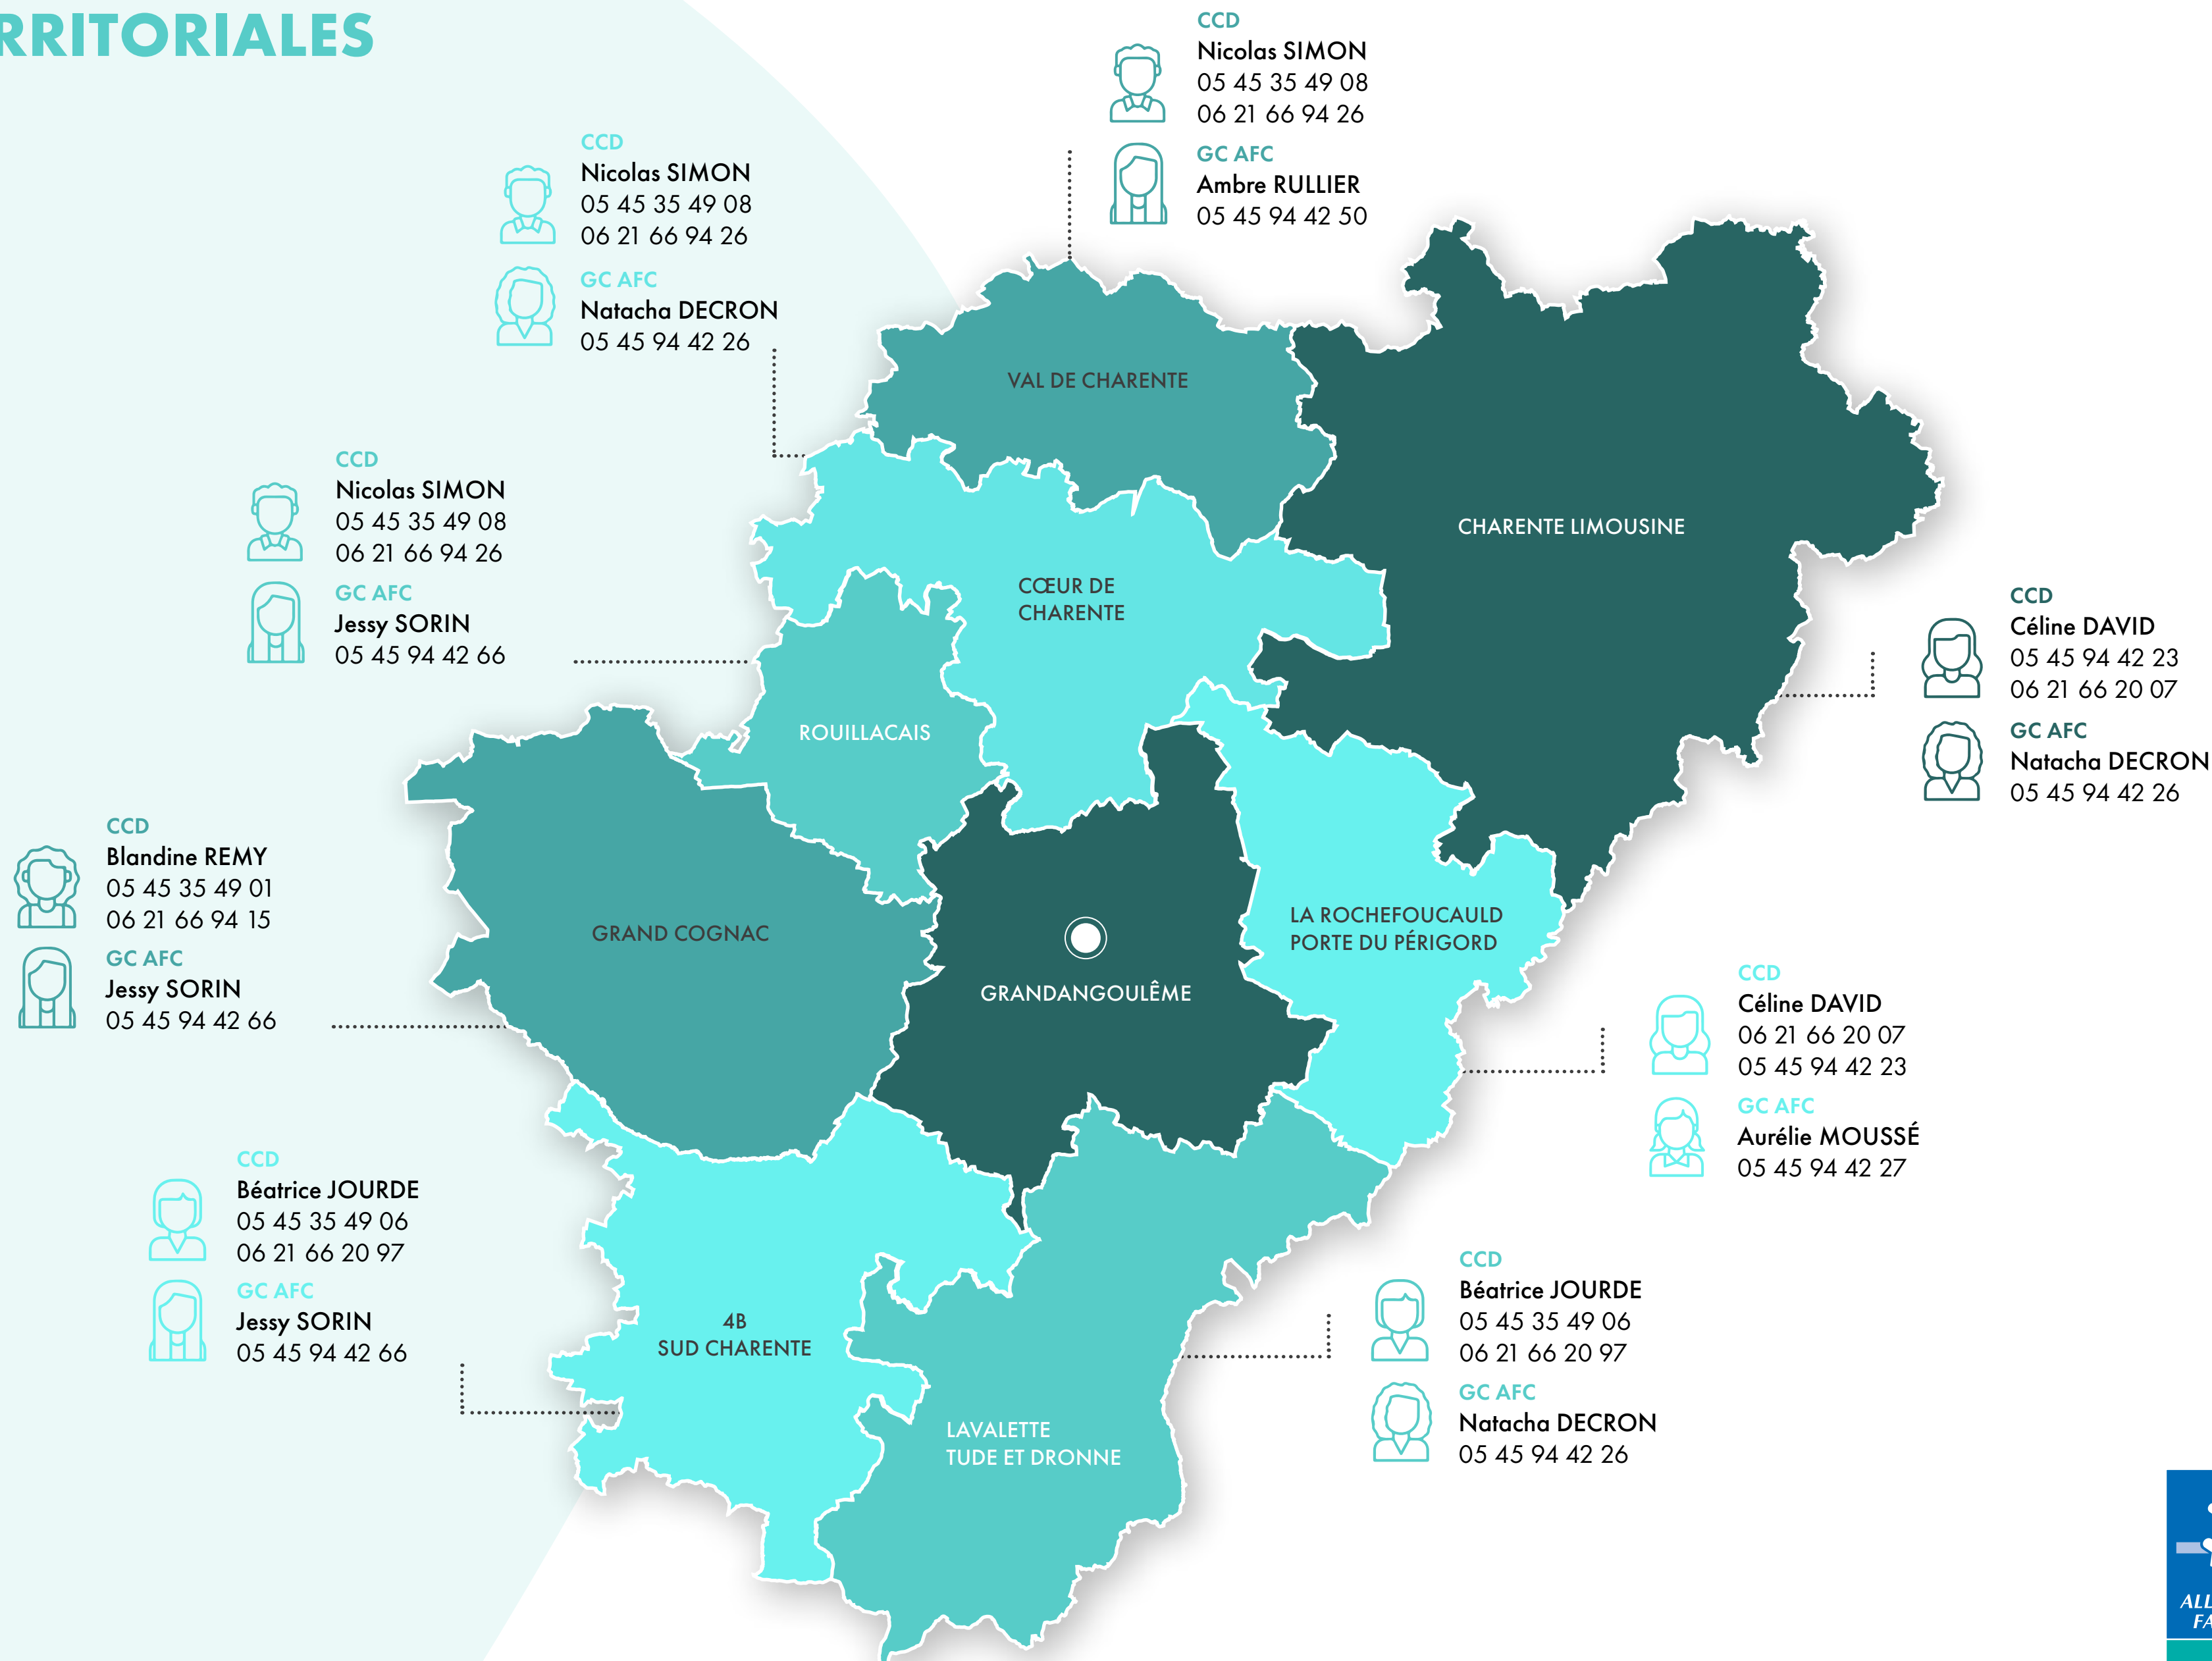 RRITORIALES
CCD
Nicolas SIMON
05 45 35 49 08
06 21 66 94 26
GC AFC
Ambre RULLIER
05 45 94 42 50
CCD
Nicolas SIMON
05 45 35 49 08
06 21 66 94 26
GC AFC
Natacha DECRON
05 45 94 42 26
CCD
Nicolas SIMON
05 45 35 49 08
06 21 66 94 26
GC AFC
Jessy SORIN
05 45 94 42 66
CCD
Blandine REMY
05 45 35 49 01
06 21 66 94 15
GC AFC
Jessy SORIN
05 45 94 42 66
CCD
Béatrice JOURDE
05 45 35 49 06
06 21 66 20 97
GC AFC
Jessy SORIN
05 45 94 42 66
VAL DE CHARENTE
CHARENTE LIMOUSINE
CŒUR DE
CHARENTE
ROUILLACAIS
GRAND COGNAC
GRANDANGOULÊME
LA ROCHEFOUCAULD
PORTE DU PÉRIGORD
4B
SUD CHARENTE
LAVALETTE
TUDE ET DRONNE
CCD
Céline DAVID
05 45 94 42 23
06 21 66 20 07
GC AFC
Natacha DECRON
05 45 94 42 26
CCD
Céline DAVID
06 21 66 20 07
05 45 94 42 23
GC AFC
Aurélie MOUSSÉ
05 45 94 42 27
CCD
Béatrice JOURDE
05 45 35 49 06
06 21 66 20 97
GC AFC
Natacha DECRON
05 45 94 42 26
ALL
FA